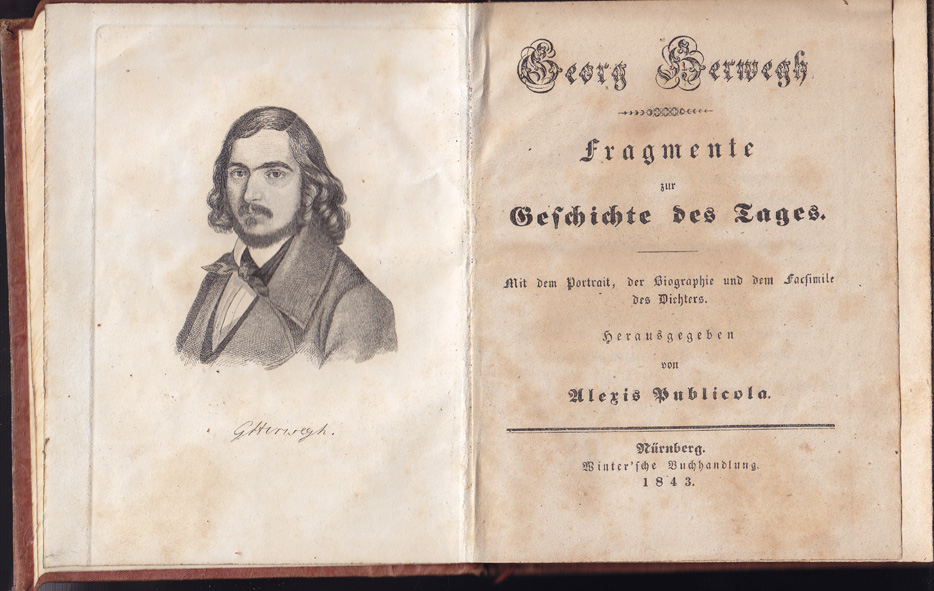 GHerwegh.
Georg Herwegh
Fragmente
zur
Geschichte des Tages.
Mit dem Portrait, der Biographie und dem Facsimile
des Dichters.
Herausgegeben
von
Alexis Publicola.
Nürnberg.
Winter'sche Buchhandlung.
1843.